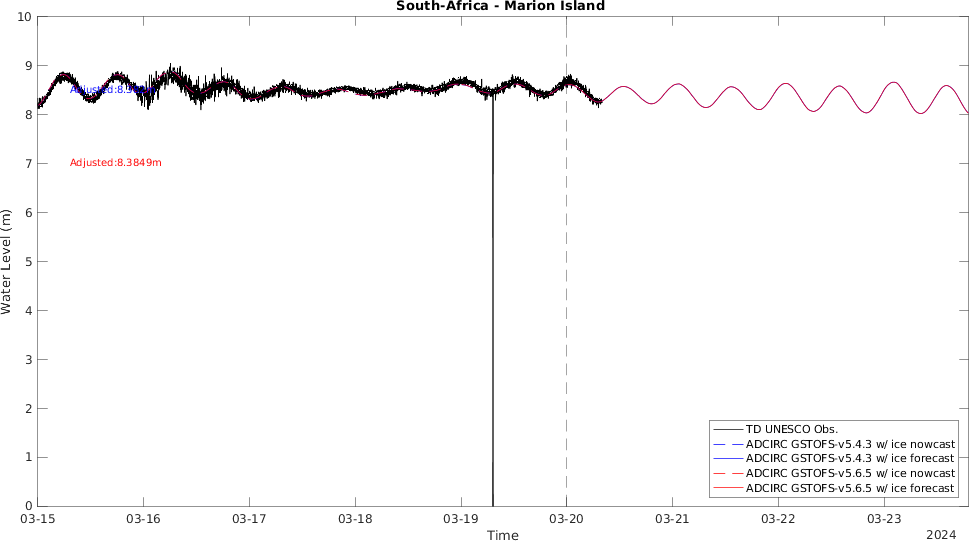 South-Africa - Marion Island
10
9
8
7
6
5
4
3
2
1
0
Water Level (m)
Adjusted:8.3849m
03-15
03-16
03-17
03-18
03-19
03-20
03-21
03-22
03-23
Time
2024
TD UNESCO Obs.
ADCIRC GSTOFS-v5.4.3 w/ ice nowcast
ADCIRC GSTOFS-v5.4.3 w/ ice forecast
ADCIRC GSTOFS-v5.6.5 w/ ice nowcast
ADCIRC GSTOFS-v5.6.5 w/ ice forecast